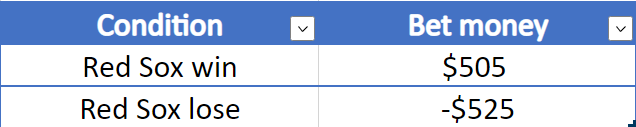 Condition Bet money
Red Sox win $505
Red Sox lose -$525